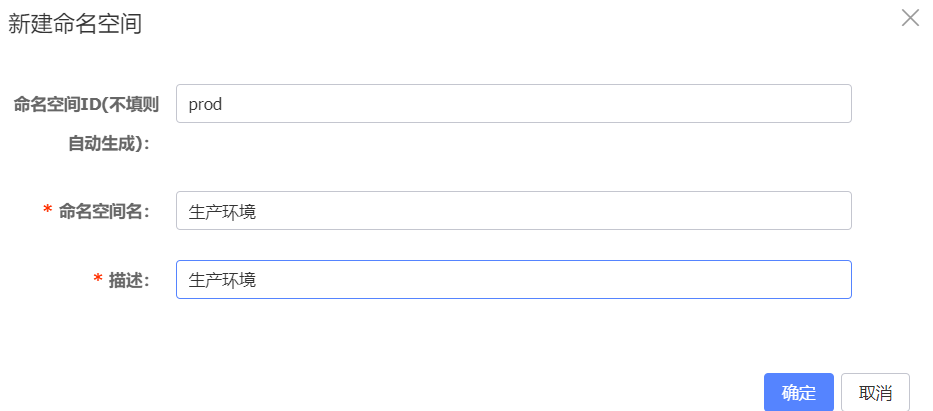 新建命名空间
命名空间ID(不填则
自动生成)：
prod
* 命名空间名：
生产环境
* 描述：
生产环境
确定
取消